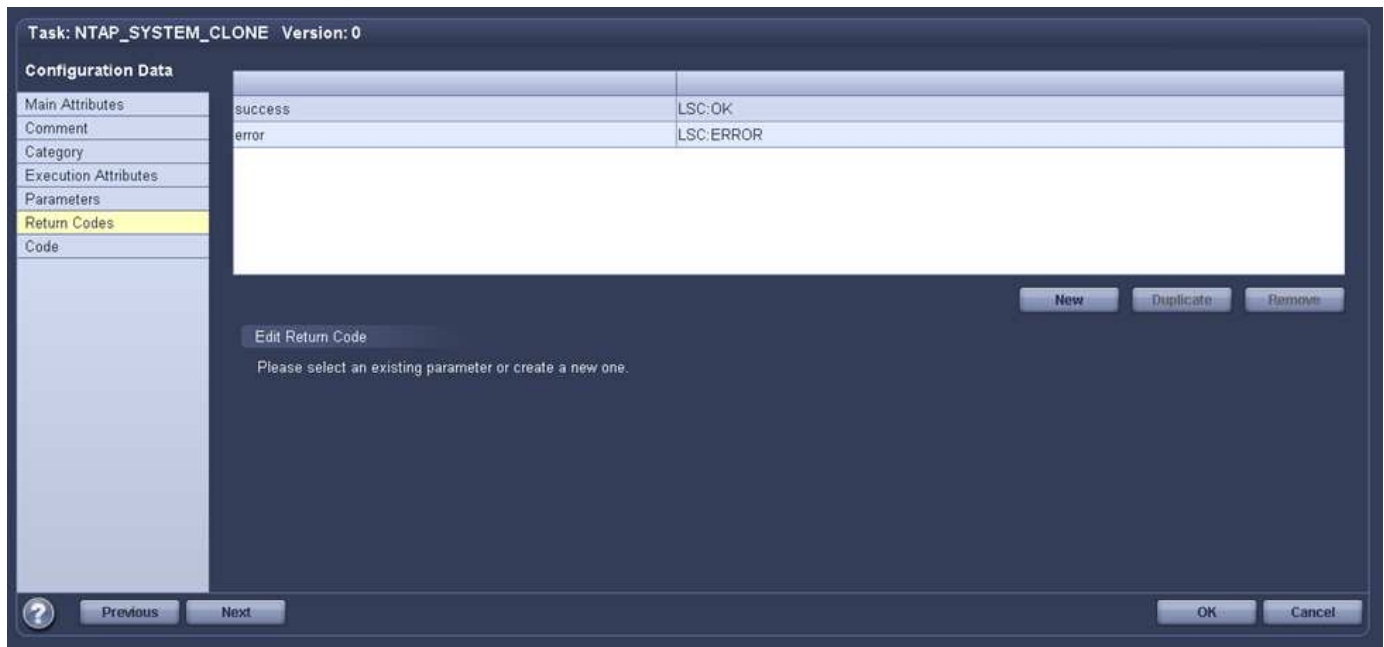 Task: NTAP_SYSTEM_CLONE Version: 0
Configuration Data
Main Attributes
Comment
Category
Execution Attributes
Parameters
Return Codes
Code
success LSC:OK
error LSC:ERROR
New Duplicate Remove
Edit Return Code
Please select an existing parameter or create a new one.
? Previous Next OK Cancel